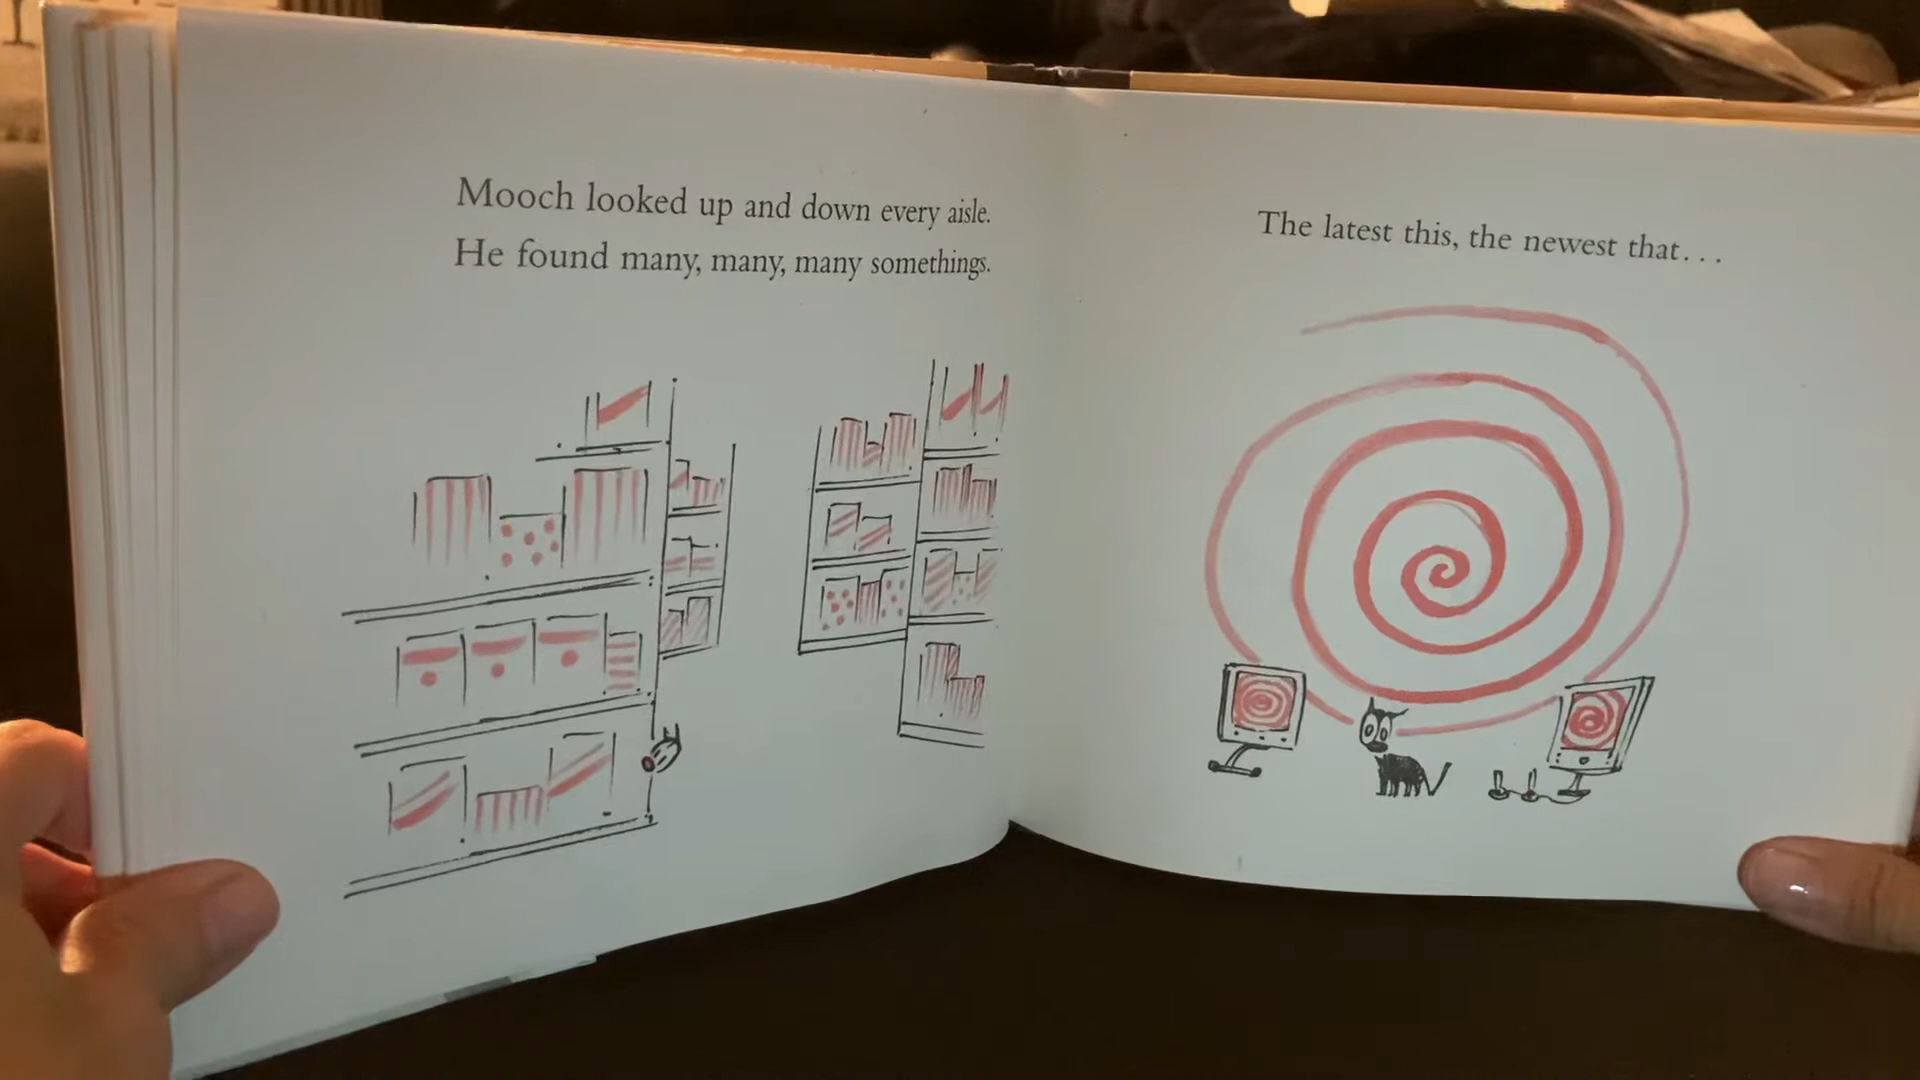 Mooch looked up and down every aisle.
He found many, many, many somethings.
The latest this, the newest that...